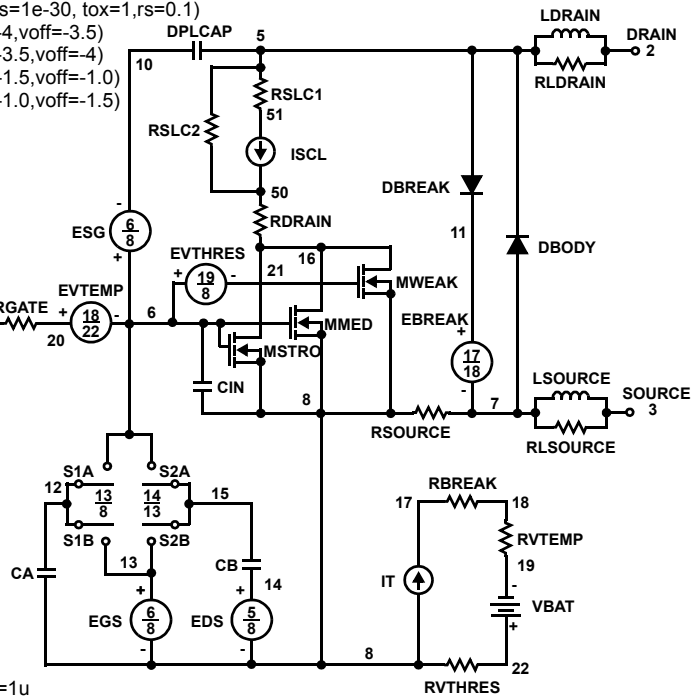 s=1e-30, tox=1,rs=0.1)
-4,voff=-3.5)
-3.5,voff=-4)
-1.5,voff=-1.0)
-1.0,voff=-1.5)
DPLCAP 5
10
LDRAIN
DRAIN
2
RLDRAIN
RSLC1
51
RSLC2
ISCL
50
RDRAIN
DBREAK
11
DBODY
-
ESG 6
8
+
EVTHRES
+ 19 - 21
8
16
MWEAK
EVTEMP
RGATE + 18 - 6
20 22
MMED
MSTRO
EBREAK
+
17
18
-
CIN
8
RSOURCE
7
LSOURCE
SOURCE
3
RLSOURCE
S1A S2A
12 13 14 15
8 13
S1B S2B
13
CA
CB
14
+ +
EGS 6 EDS 5
8 8
- -
8
RBREAK
17 18
RVTEMP
19
IT
-
VBAT
+
22
RVTHRES
=1u